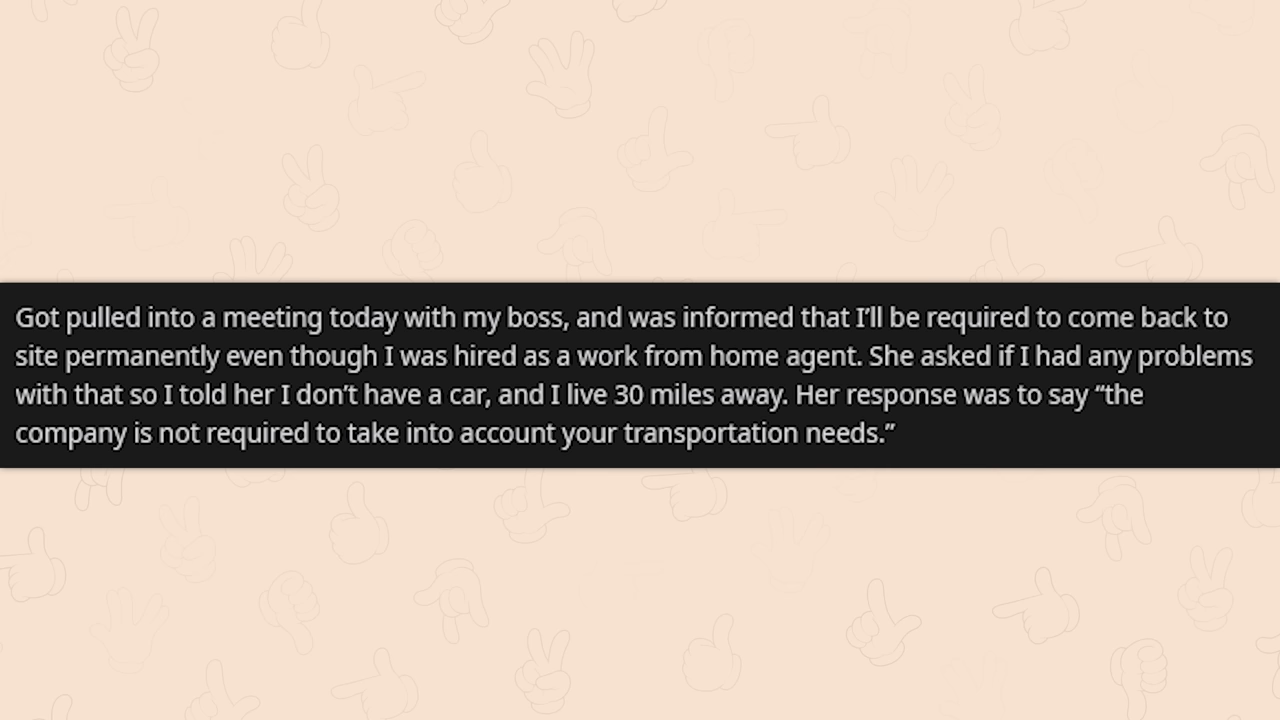 Got pulled into a meeting today with my boss, and was informed that I’ll be required to come back to
site permanently even though I was hired as a work from home agent. She asked if I had any problems
with that so I told her I don’t have a car, and I live 30 miles away. Her response was to say “the
company is not required to take into account your transportation needs.”